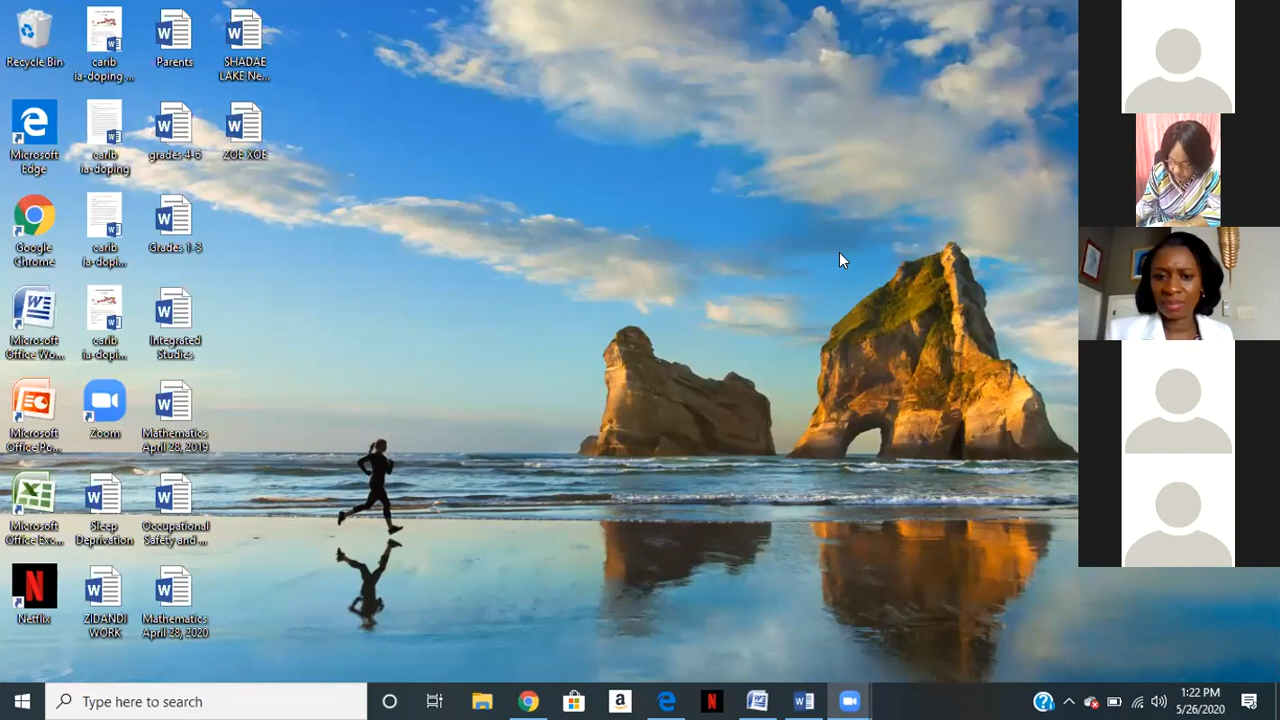 Recycle Bin
carib
ia-doping ...
Parents
SHADAE
LAKE Ne...
Microsoft
Edge
carib
ia-doping
grades 4-6
ZOE XOE
Google
Chrome
carib
ia-dopi...
Grades 1-3
Microsoft
Office Wo...
carib
ia-dopi...
Integrated
Studies
Microsoft
Office Po...
Zoom
Mathematics
April 28, 2019
Microsoft
Office Exc...
Sleep
Deprivation
Occupational
Safety and ...
Netflix
ZIDANDI
WORK
Mathematics
April 28, 2020
Type here to search
1:22 PM
5/26/2020